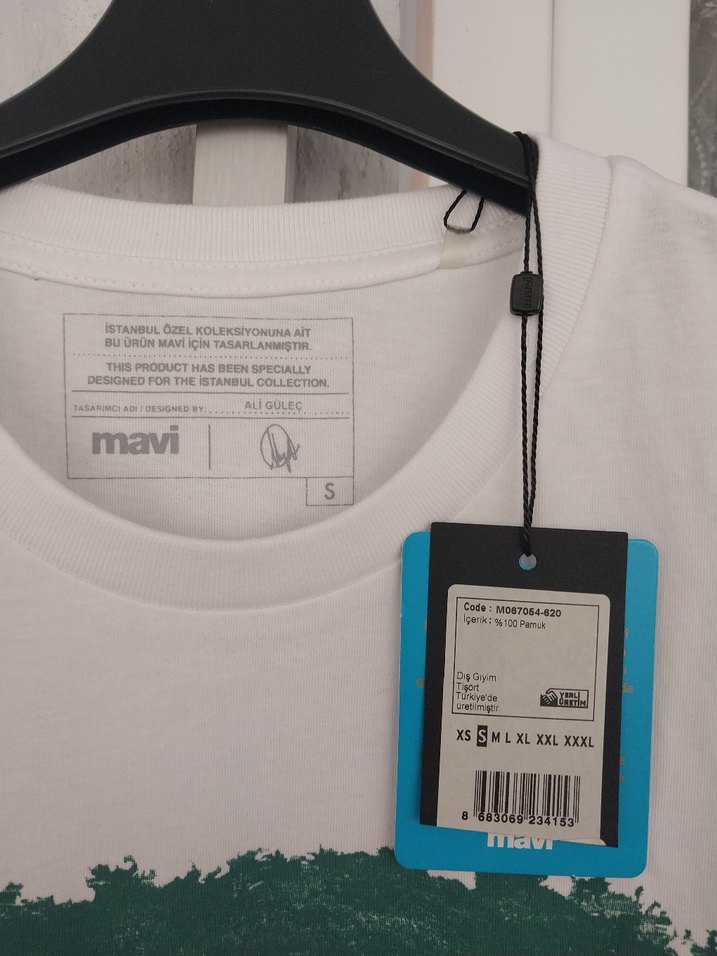 İSTANBUL ÖZEL KOLEKSİYONUNA AİT
BU ÜRÜN MAVİ İÇİN TASARLANMIŞTIR.
THIS PRODUCT HAS BEEN SPECIALLY
DESIGNED FOR THE İSTANBUL COLLECTION.
TASARIMCI ADI / DESIGNED BY: ALİ GÜLEÇ
mavi
S
Code : M067054-620
İçerik : %100 Pamuk
Dış Giyim
Tişört
Türkiye'de
üretilmiştir.
YERLİ
ÜRETİM
XS S M L XL XXL XXXL
8 683069 234153
mavi